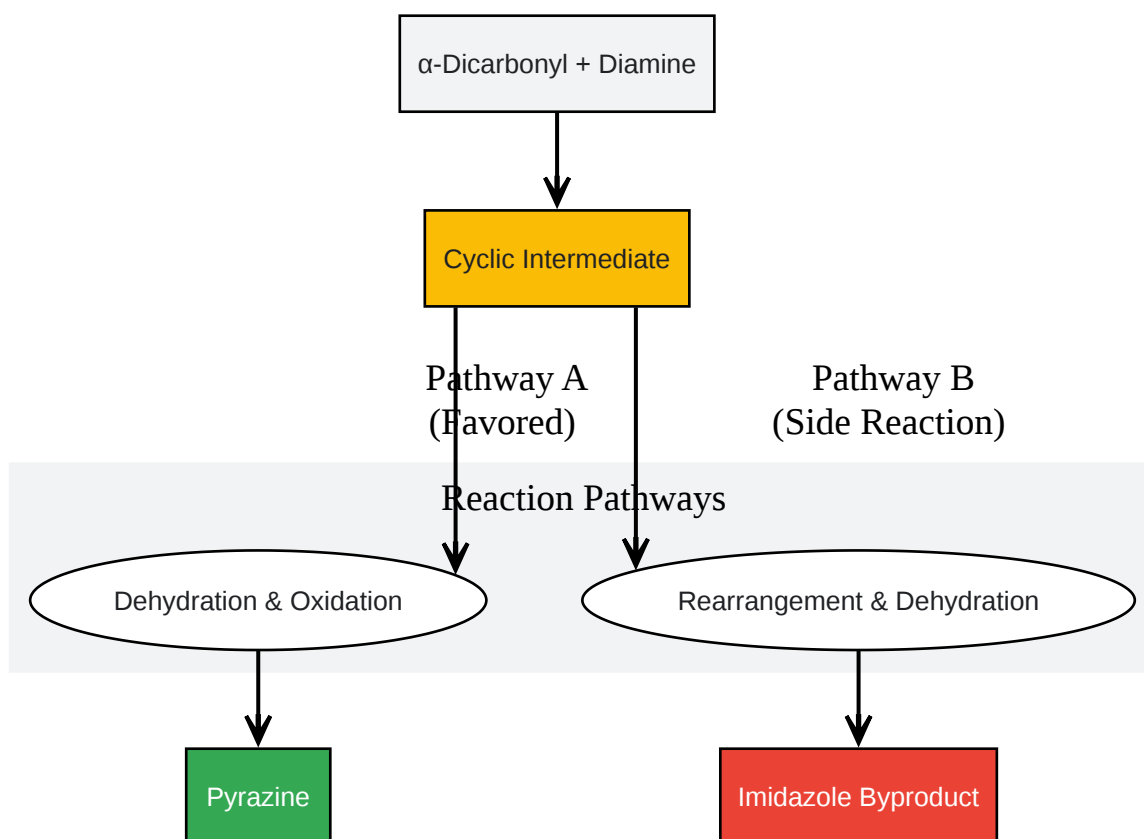 α-Dicarbonyl + Diamine
Cyclic Intermediate
Pathway A
(Favored)
Pathway B
(Side Reaction)
Reaction Pathways
Dehydration & Oxidation
Rearrangement & Dehydration
Pyrazine
Imidazole Byproduct